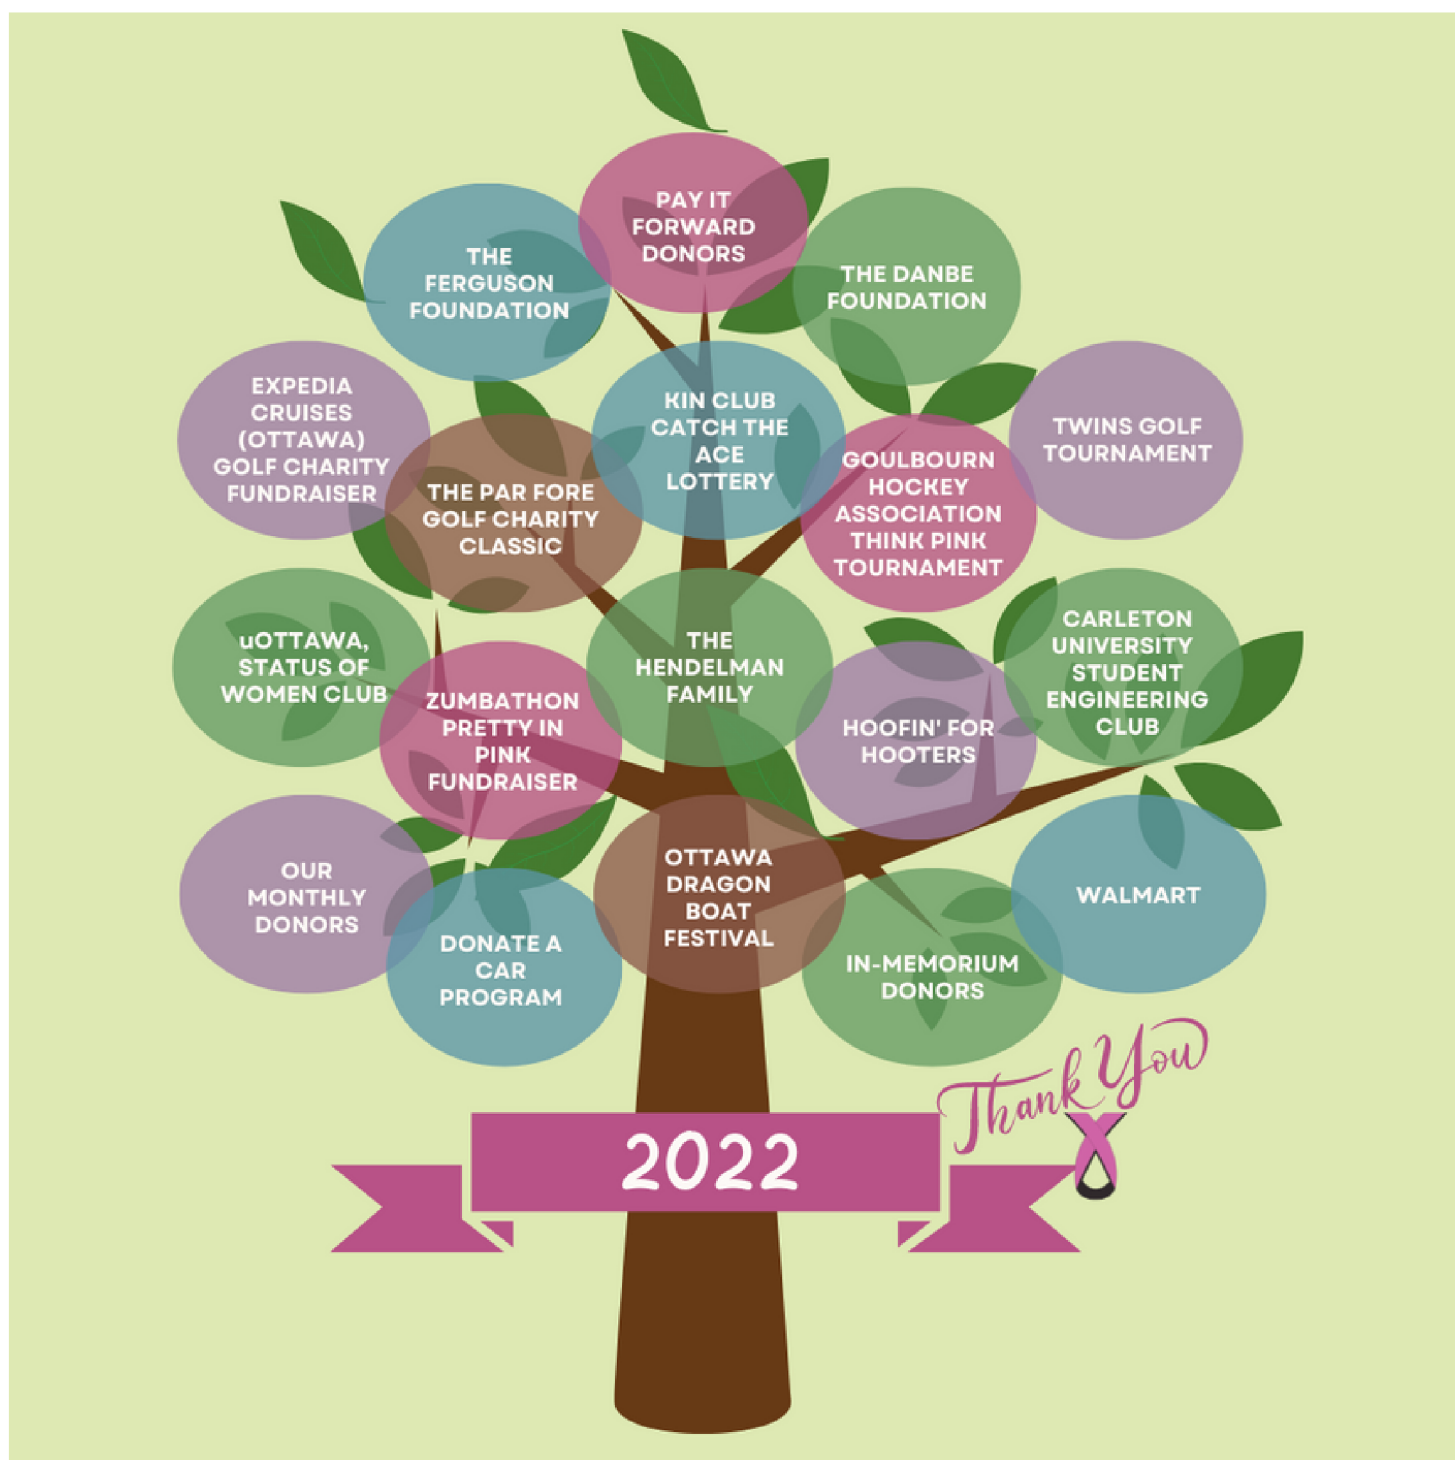 PAY IT
FORWARD
DONORS
THE
FERGUSON
FOUNDATION
THE DANBE
FOUNDATION
EXPEDIA
CRUISES
(OTTAWA)
GOLF CHARITY
FUNDRAISER
THE PAR FORE
GOLF CHARITY
CLASSIC
KIN CLUB
CATCH THE
ACE
LOTTERY
GOULBOURN
HOCKEY
ASSOCIATION
THINK PINK
TOURNAMENT
TWINS GOLF
TOURNAMENT
uOTTAWA,
STATUS OF
WOMEN CLUB
ZUMBATHON
PRETTY IN
PINK
FUNDRAISER
THE
HENDELMAN
FAMILY
HOOFIN' FOR
HOOTERS
CARLETON
UNIVERSITY
STUDENT
ENGINEERING
CLUB
OUR
MONTHLY
DONORS
DONATE A
CAR
PROGRAM
OTTAWA
DRAGON
BOAT
FESTIVAL
IN-MEMORIUM
DONORS
WALMART
Thank You
2022